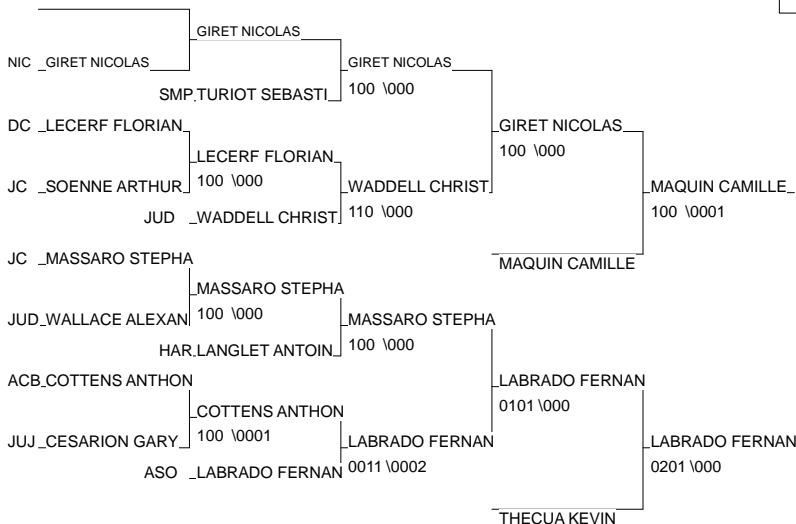 GIRET NICOLAS
NIC GIRET NICOLAS GIRET NICOLAS
SMP TURIOT SEBASTI 100 \000
DC LECERF FLORIAN GIRET NICOLAS
100 \000
LECERF FLORIAN
JC SOENNE ARTHUR 100 \000 WADDELL CHRIST MAQUIN CAMILLE
JUD WADDELL CHRIST 110 \000 100 \0001
JC MASSARO STEPHA MAQUIN CAMILLE
MASSARO STEPHA
JUD WALLACE ALEXAN 100 \000 MASSARO STEPHA
HAR LANGLET ANTOIN 100 \000
ACB COTTENS ANTHON LABRADO FERNAN
0101 \000
COTTENS ANTHON
JUJ CESARION GARY 100 \0001 LABRADO FERNAN LABRADO FERNAN
ASO LABRADO FERNAN 0011 \0002 0201 \000
THECUA KEVIN